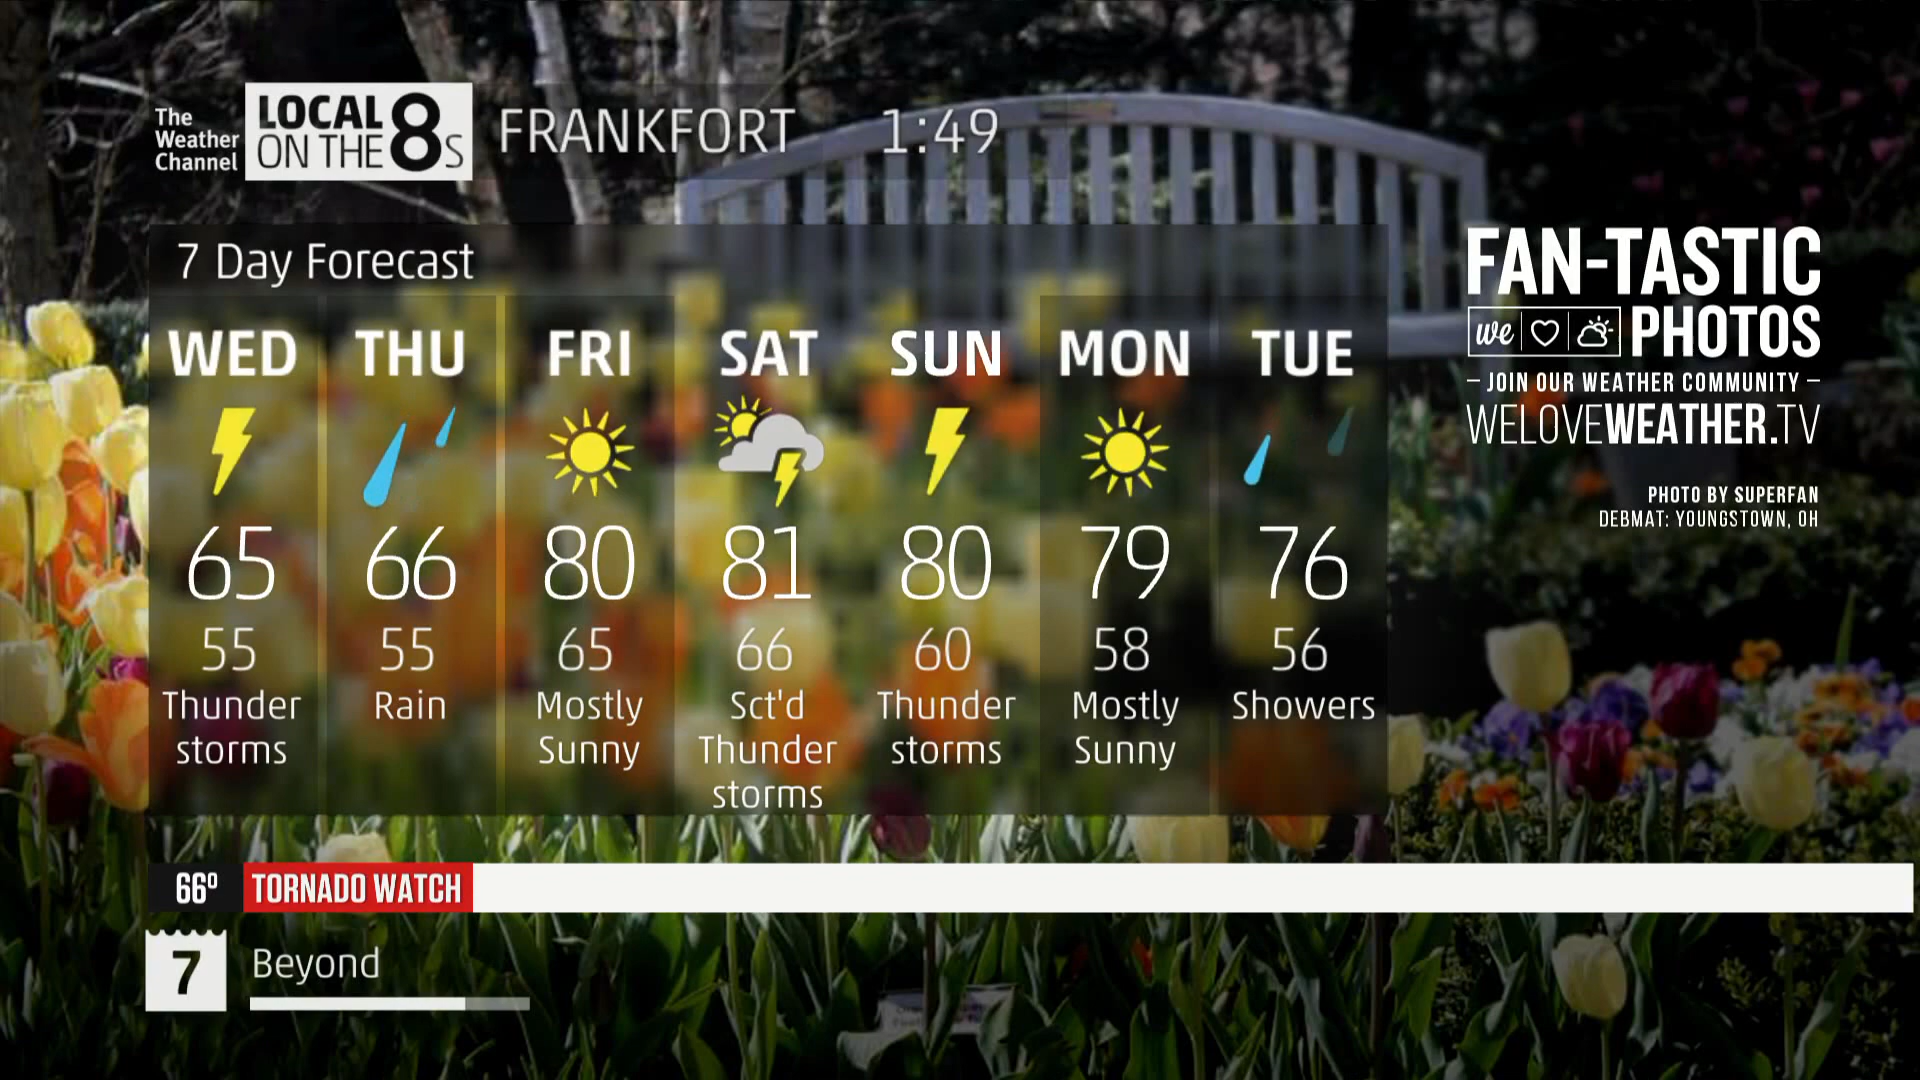 The
Weather
Channel
LOCAL
ON THE 8s
FRANKFORT 1:49
7 Day Forecast
WED THU FRI SAT SUN MON TUE
65 66 80 81 80 79 76
55 55 65 66 60 58 56
Thunder storms
Rain
Mostly Sunny
Sct'd Thunder storms
Thunder storms
Mostly Sunny
Showers
FAN-TASTIC
we PHOTOS
– JOIN OUR WEATHER COMMUNITY –
WELOVEWEATHER.TV
PHOTO BY SUPERFAN
DEBMAT: YOUNGSTOWN, OH
66º TORNADO WATCH
7 Beyond